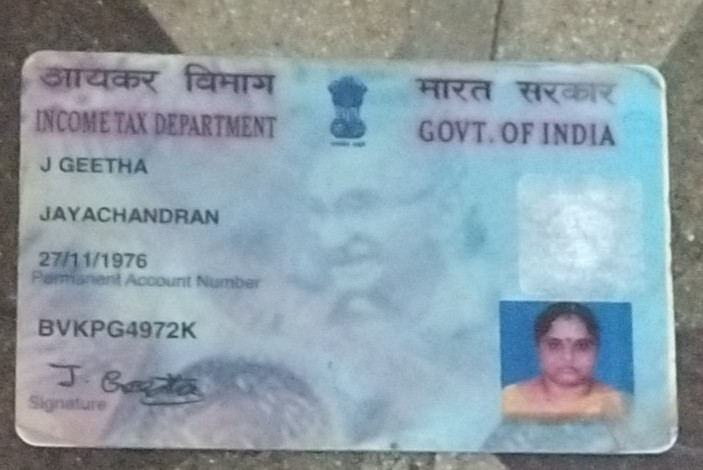 आयकर विभाग
भारत सरकार
INCOME TAX DEPARTMENT
GOVT. OF INDIA
J GEETHA
JAYACHANDRAN
27/11/1976
Permanent Account Number
BVKPG4972K
J. Geetha
Signature